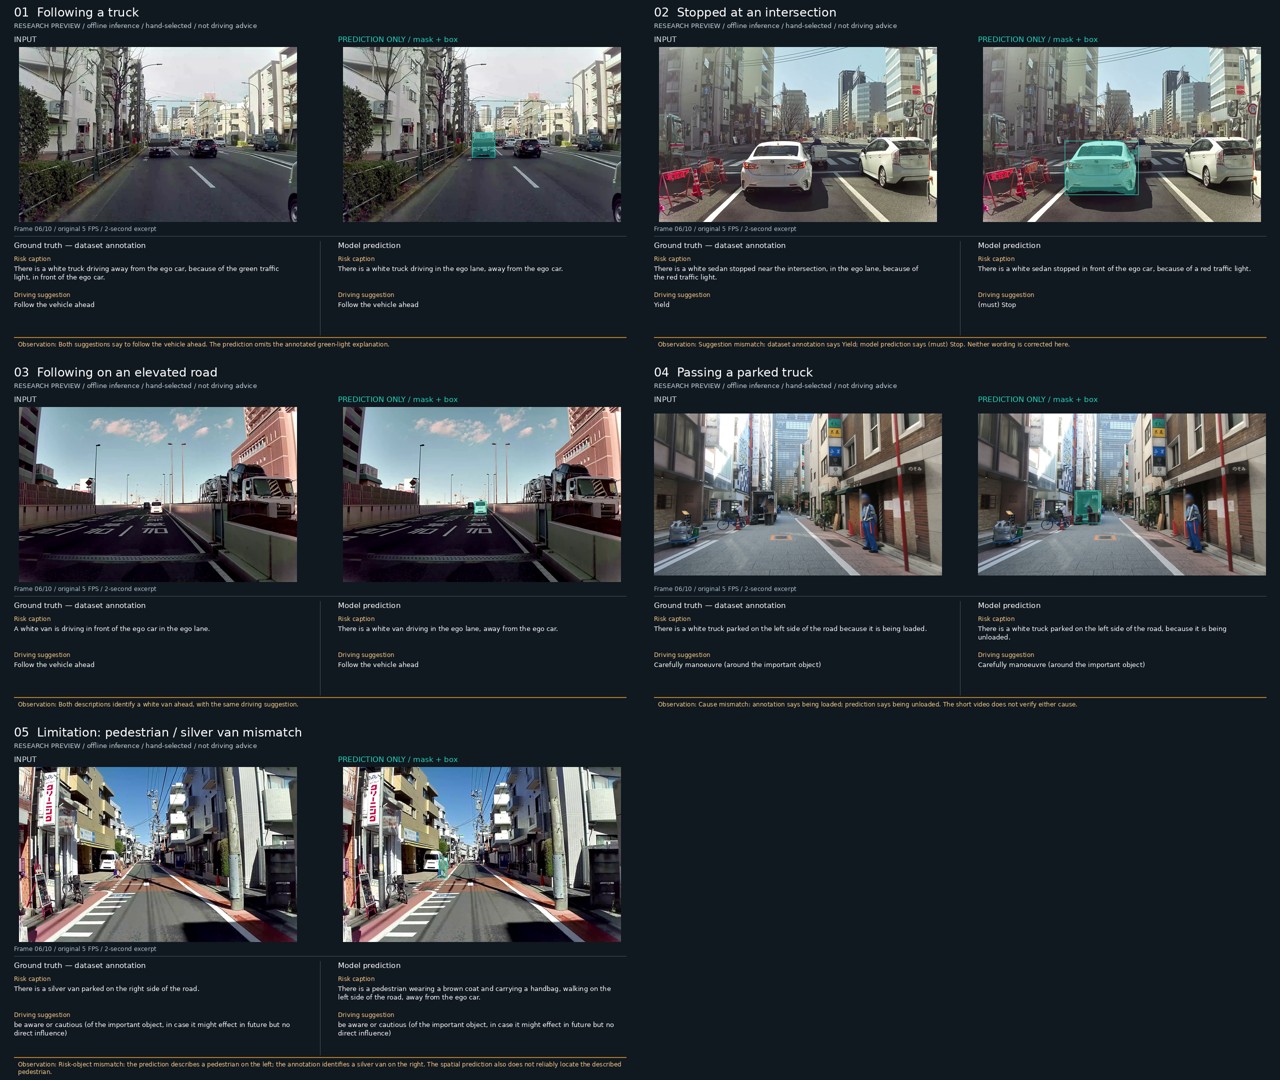 01  Following a truck
RESEARCH PREVIEW / offline inference / hand-selected / not driving advice
INPUT
PREDICTION ONLY / mask + box
Frame 06/10 / original 5 FPS / 2-second excerpt
Ground truth — dataset annotation
Risk caption
There is a white truck driving away from the ego car, because of the green traffic
light, in front of the ego car.
Driving suggestion
Follow the vehicle ahead
Model prediction
Risk caption
There is a white truck driving in the ego lane, away from the ego car.
Driving suggestion
Follow the vehicle ahead
Observation: Both suggestions say to follow the vehicle ahead. The prediction omits the annotated green-light explanation.
02  Stopped at an intersection
RESEARCH PREVIEW / offline inference / hand-selected / not driving advice
INPUT
PREDICTION ONLY / mask + box
Frame 06/10 / original 5 FPS / 2-second excerpt
Ground truth — dataset annotation
Risk caption
There is a white sedan stopped near the intersection, in the ego lane, because of
the red traffic light.
Driving suggestion
Yield
Model prediction
Risk caption
There is a white sedan stopped in front of the ego car, because of a red traffic light.
Driving suggestion
(must) Stop
Observation: Suggestion mismatch: dataset annotation says Yield; model prediction says (must) Stop. Neither wording is corrected here.
03  Following on an elevated road
RESEARCH PREVIEW / offline inference / hand-selected / not driving advice
INPUT
PREDICTION ONLY / mask + box
Frame 06/10 / original 5 FPS / 2-second excerpt
Ground truth — dataset annotation
Risk caption
A white van is driving in front of the ego car in the ego lane.
Driving suggestion
Follow the vehicle ahead
Model prediction
Risk caption
There is a white van driving in the ego lane, away from the ego car.
Driving suggestion
Follow the vehicle ahead
Observation: Both descriptions identify a white van ahead, with the same driving suggestion.
04  Passing a parked truck
RESEARCH PREVIEW / offline inference / hand-selected / not driving advice
INPUT
PREDICTION ONLY / mask + box
Frame 06/10 / original 5 FPS / 2-second excerpt
Ground truth — dataset annotation
Risk caption
There is a white truck parked on the left side of the road because it is being loaded.
Driving suggestion
Carefully manoeuvre (around the important object)
Model prediction
Risk caption
There is a white truck parked on the left side of the road, because it is being
unloaded.
Driving suggestion
Carefully manoeuvre (around the important object)
Observation: Cause mismatch: annotation says being loaded; prediction says being unloaded. The short video does not verify either cause.
05  Limitation: pedestrian / silver van mismatch
RESEARCH PREVIEW / offline inference / hand-selected / not driving advice
INPUT
PREDICTION ONLY / mask + box
クリーニング
クリーニング
Frame 06/10 / original 5 FPS / 2-second excerpt
Ground truth — dataset annotation
Risk caption
There is a silver van parked on the right side of the road.
Driving suggestion
be aware or cautious (of the important object, in case it might effect in future but no
direct influence)
Model prediction
Risk caption
There is a pedestrian wearing a brown coat and carrying a handbag, walking on the
left side of the road, away from the ego car.
Driving suggestion
be aware or cautious (of the important object, in case it might effect in future but no
direct influence)
Observation: Risk-object mismatch: the prediction describes a pedestrian on the left; the annotation identifies a silver van on the right. The spatial prediction also does not reliably locate the described
pedestrian.